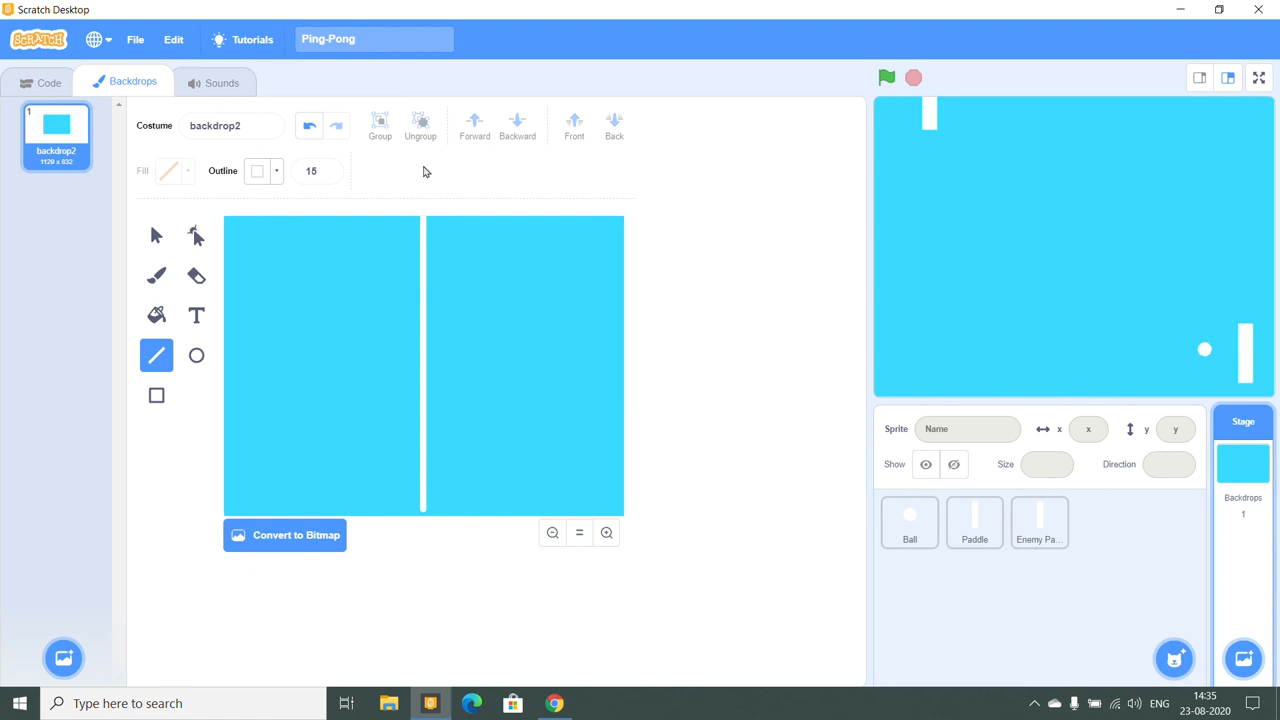 Scratch Desktop
SCRATCH File Edit Tutorials Ping-Pong
Code Backdrops Sounds
1
backdrop2
1129 x 832
Costume backdrop2 Group Ungroup Forward Backward Front Back
Fill Outline 15
Convert to Bitmap
Sprite Name x x y y
Show Size Direction
Ball Paddle Enemy Pa...
Stage
Backdrops
1
Type here to search
ENG
14:35
23-08-2020